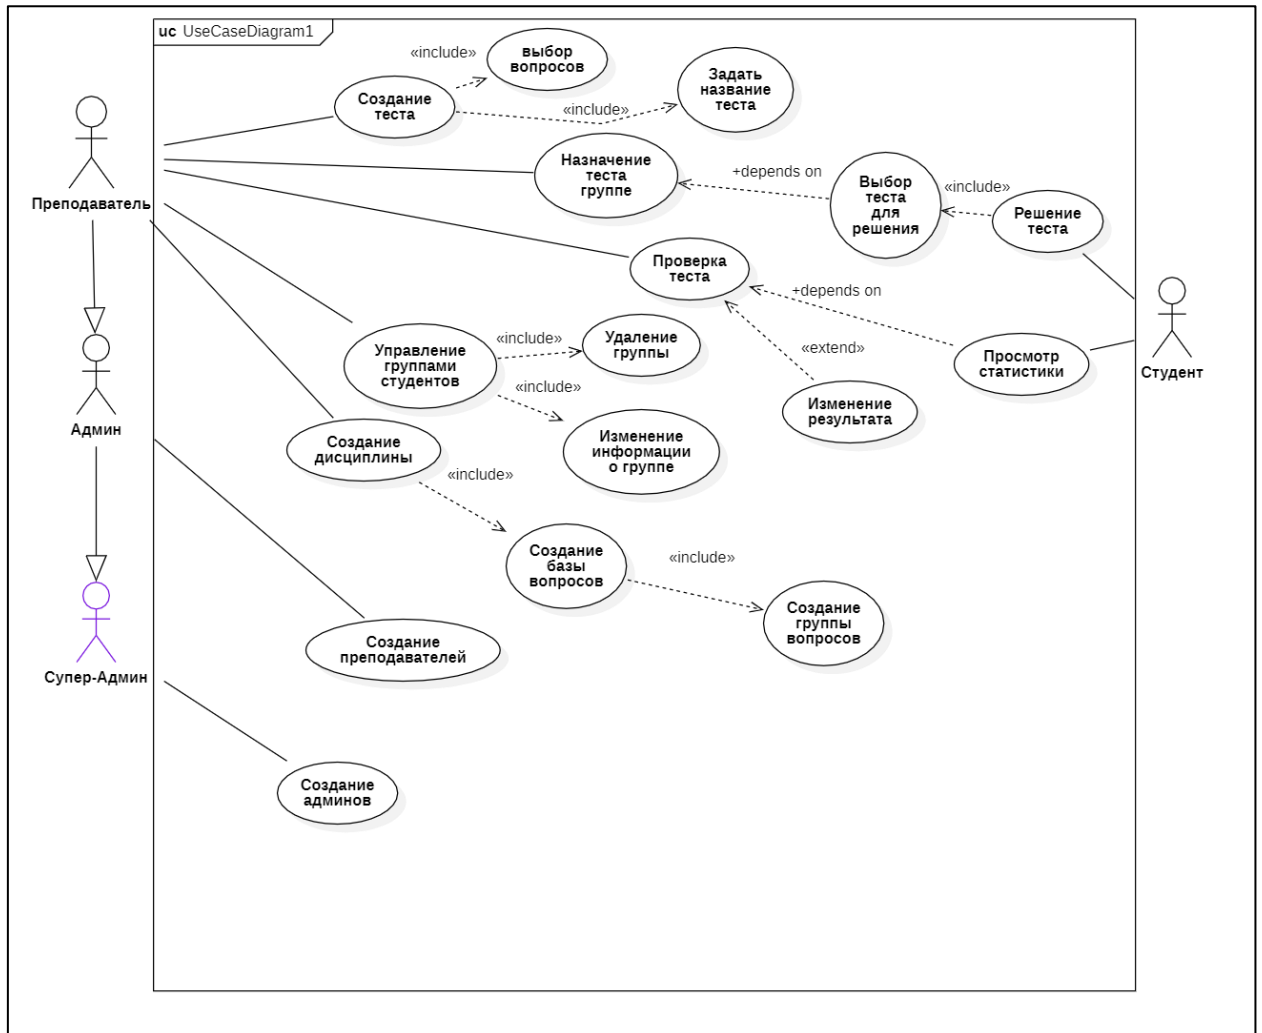 uc UseCaseDiagram1
«include»
выбор
вопросов
Задать
название
теста
Создание
теста
«include»
Назначение
теста
группе
+depends on
Выбор
теста
для
решения
«include»
Решение
теста
Преподаватель
Проверка
теста
+depends on
Управление
группами
студентов
«include»
Удаление
группы
«extend»
Просмотр
статистики
Студент
«include»
Изменение
результата
Админ
Создание
дисциплины
Изменение
информации
о группе
«include»
Создание
базы
вопросов
«include»
Создание
группы
вопросов
Создание
преподавателей
Супер-Админ
Создание
админов